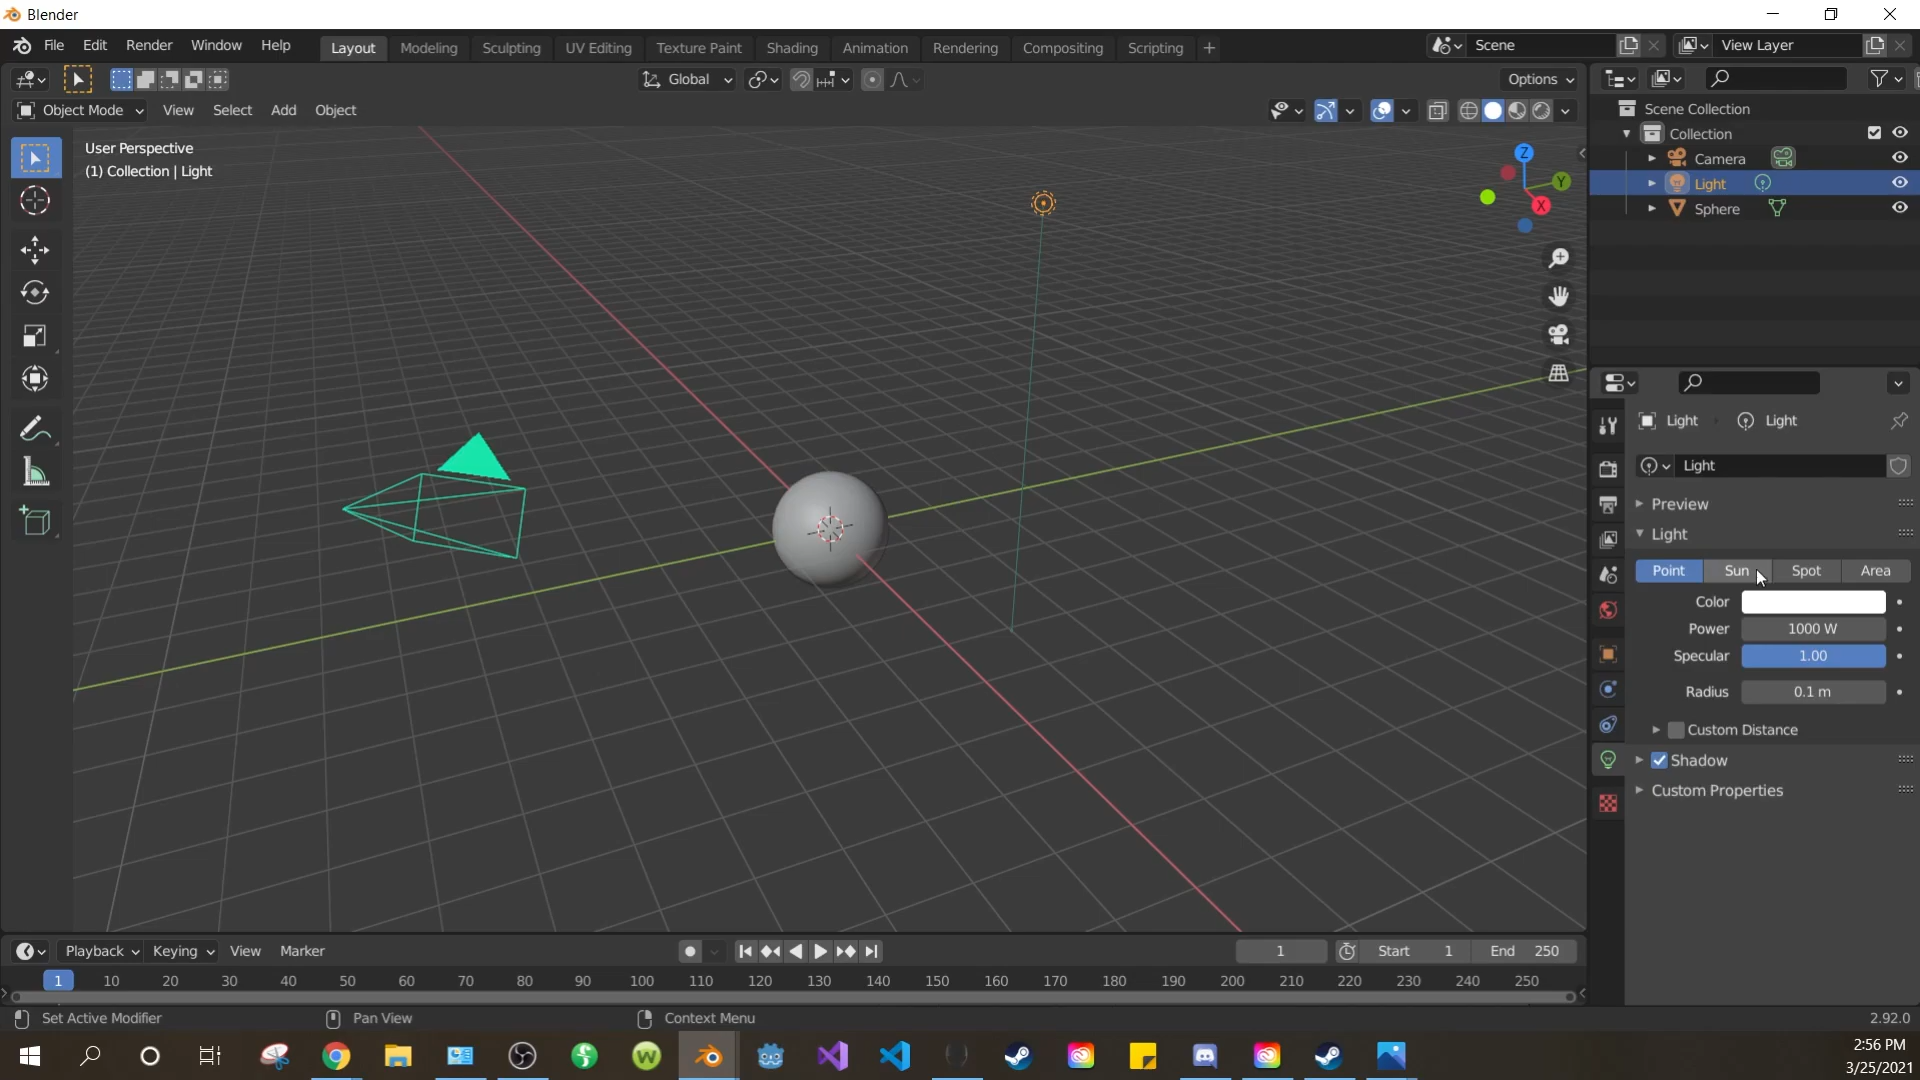 Blender
File Edit Render Window Help Layout Modeling Sculpting UV Editing Texture Paint Shading Animation Rendering Compositing Scripting + Scene View Layer
Global Options
Object Mode View Select Add Object
User Perspective
(1) Collection | Light
Z
Y
X
Scene Collection
Collection
Camera
Light
Sphere
Light Light
Light
Preview
Light
Point Sun Spot Area
Color
Power 1000 W
Specular 1.00
Radius 0.1 m
Custom Distance
Shadow
Custom Properties
Playback Keying View Marker 1 Start 1 End 250
1 10 20 30 40 50 60 70 80 90 100 110 120 130 140 150 160 170 180 190 200 210 220 230 240 250
Set Active Modifier Pan View Context Menu 2.92.0
2:56 PM
3/25/2021